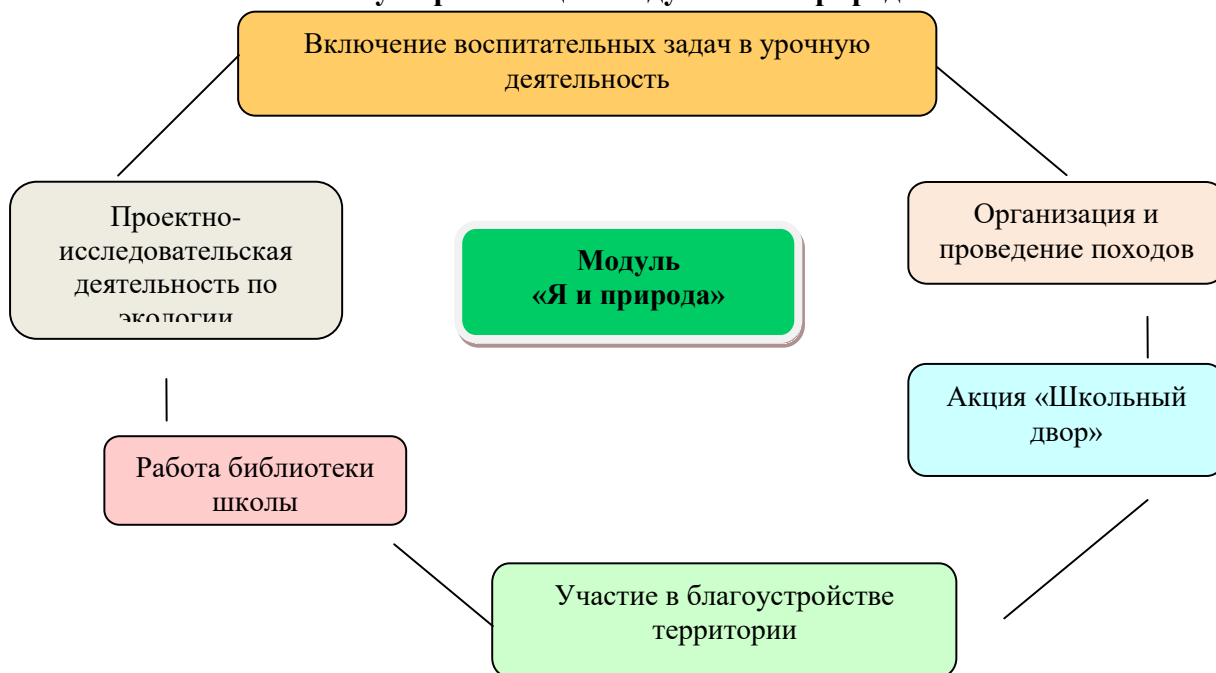 Включение воспитательных задач в урочную
деятельность
Проектно-
исследовательская
деятельность по
экологии
Модуль
«Я и природа»
Организация и
проведение походов
Акция «Школьный
двор»
Работа библиотеки
школы
Участие в благоустройстве
территории